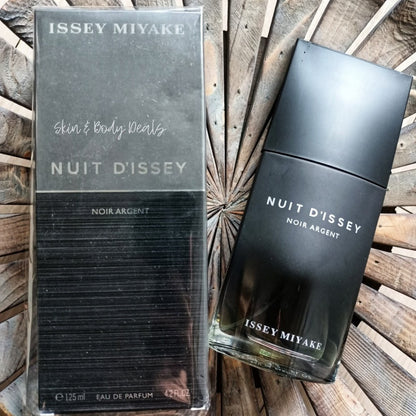 ISSEY MIYAKE
Skin & Body Deals
NUIT D'ISSEY
NOIR ARGENT
℮ 125 ml EAU DE PARFUM 4.2 FL.OZ.
NUIT D'ISSEY
NOIR ARGENT
ISSEY MIYAKE